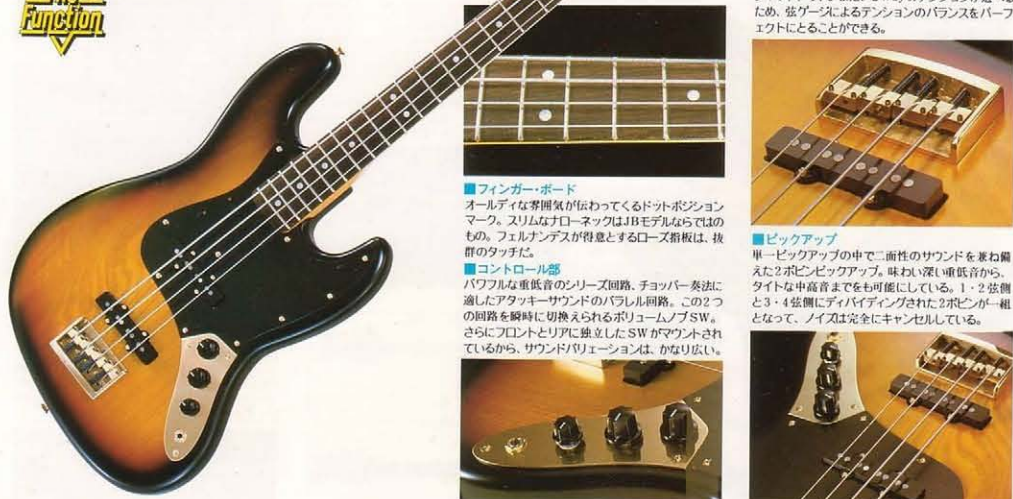 Function
■フィンガー・ボード
オールディな雰囲気が伝わってくるドットポジション
マーク。スリムなナローネックはJBモデルならではの
もの。フェルナンデスが得意とするローズ指板は、抜
群のタッチだ。
■コントロール部
パワフルな重低音のシリーズ回路、チョッパー奏法に
適したアタッキーサウンドのパラレル回路。この2つ
の回路を瞬時に切換えられるボリュームノブSW。
さらにフロントとリアに独立したSWがマウントされ
ているから、サウンドバリエーションは、かなり広い。
ため、弦ゲージによるテンションのバランスをパーフ
ェクトにとることができる。
■ピックアップ
単一ピックアップの中で二面性のサウンドを兼ね備
えた2ボビンピックアップ。味わい深い重低音から、
タイトな中高音までをも可能にしている。1・2弦側
と3・4弦側にディバイディングされた2ボビンが一組
となって、ノイズは完全にキャンセルしている。